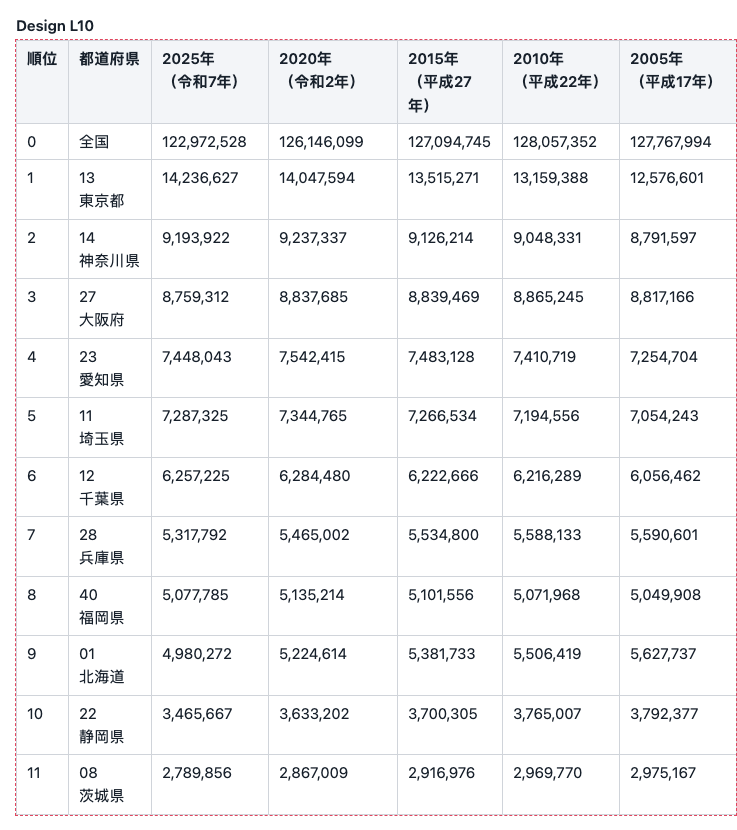 Design L10
順位 都道府県 2025年 2020年 2015年 2010年 2005年
（令和7年） （令和2年） （平成27 （平成22年） （平成17年）
年）
0 全国 122,972,528 126,146,099 127,094,745 128,057,352 127,767,994
1 13 14,236,627 14,047,594 13,515,271 13,159,388 12,576,601
東京都
2 14 9,193,922 9,237,337 9,126,214 9,048,331 8,791,597
神奈川県
3 27 8,759,312 8,837,685 8,839,469 8,865,245 8,817,166
大阪府
4 23 7,448,043 7,542,415 7,483,128 7,410,719 7,254,704
愛知県
5 11 7,287,325 7,344,765 7,266,534 7,194,556 7,054,243
埼玉県
6 12 6,257,225 6,284,480 6,222,666 6,216,289 6,056,462
千葉県
7 28 5,317,792 5,465,002 5,534,800 5,588,133 5,590,601
兵庫県
8 40 5,077,785 5,135,214 5,101,556 5,071,968 5,049,908
福岡県
9 01 4,980,272 5,224,614 5,381,733 5,506,419 5,627,737
北海道
10 22 3,465,667 3,633,202 3,700,305 3,765,007 3,792,377
静岡県
11 08 2,789,856 2,867,009 2,916,976 2,969,770 2,975,167
茨城県